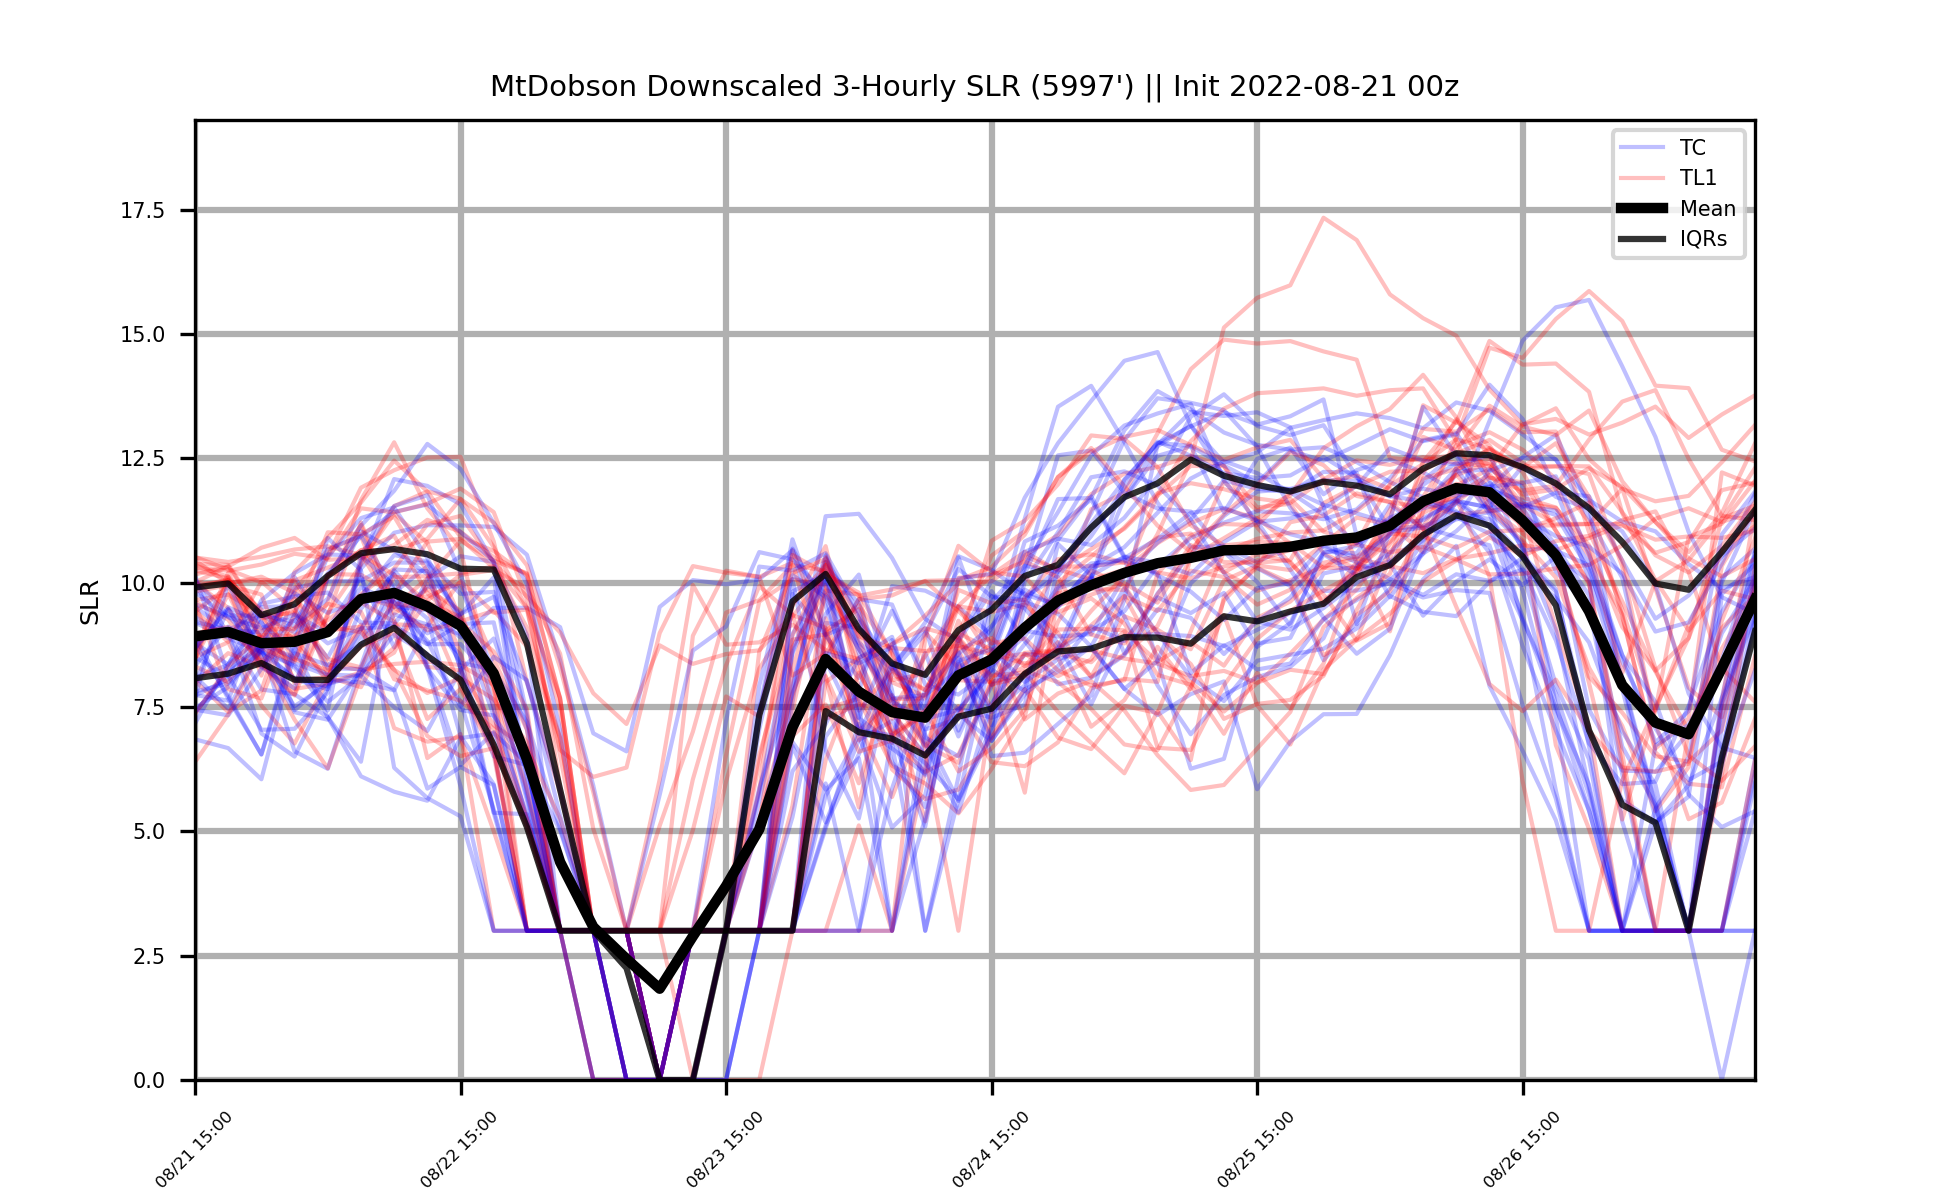 MtDobson Downscaled 3-Hourly SLR (5997') || Init 2022-08-21 00z
TC
TL1
Mean
IQRs
SLR
17.5
15.0
12.5
10.0
7.5
5.0
2.5
0.0
08/21 15:00
08/22 15:00
08/23 15:00
08/24 15:00
08/25 15:00
08/26 15:00